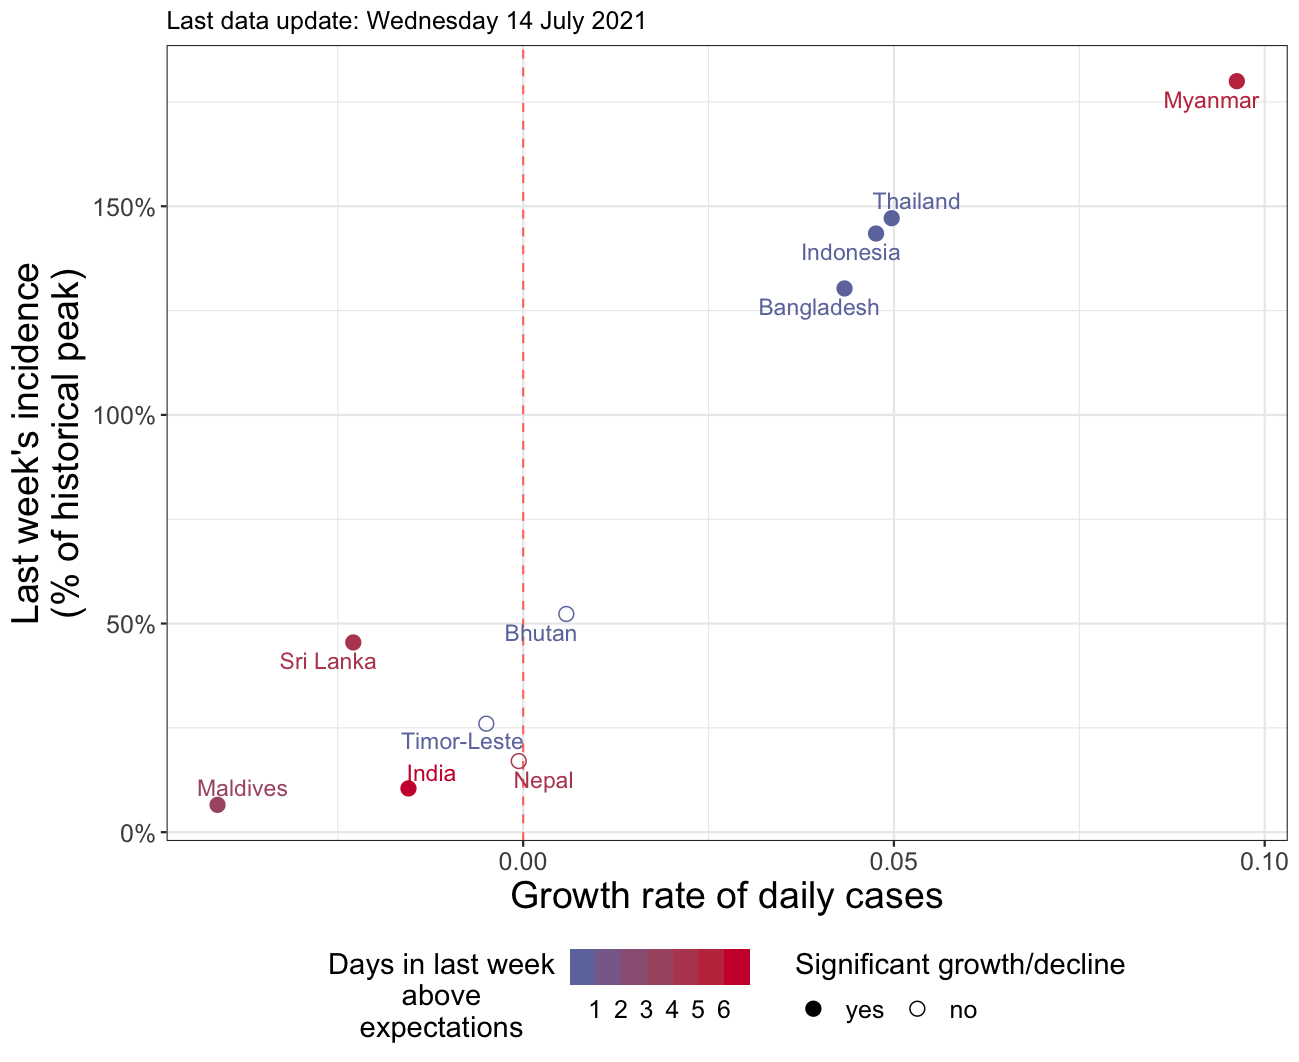 Last data update: Wednesday 14 July 2021
Last week's incidence
(% of historical peak)
150%
100%
50%
0%
Myanmar
Thailand
Indonesia
Bangladesh
Bhutan
Sri Lanka
Timor-Leste
Nepal
India
Maldives
0.00 0.05 0.10
Growth rate of daily cases
Days in last week
above
expectations
1 2 3 4 5 6
Significant growth/decline
yes no